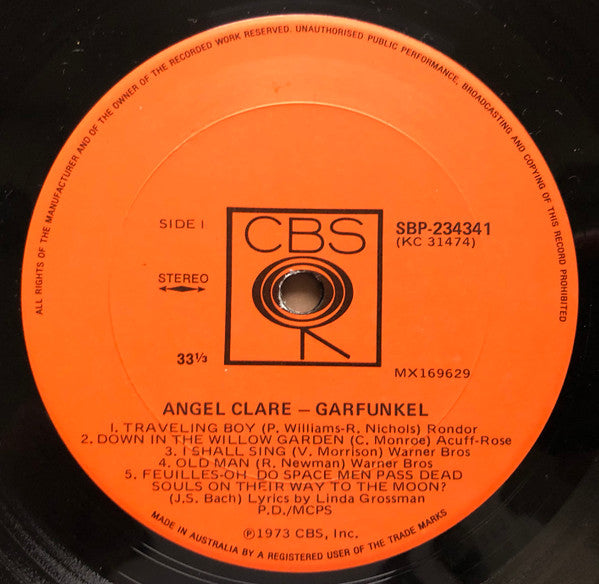 ALL RIGHTS OF THE MANUFACTURER AND OF THE OWNER OF THE RECORDED WORK RESERVED. UNAUTHORISED PUBLIC PERFORMANCE, BROADCASTING AND COPYING OF THIS RECORD PROHIBITED
SIDE I
CBS
SBP-234341
(KC 31474)
STEREO
33⅓
MX169629
ANGEL CLARE – GARFUNKEL
1. TRAVELING BOY (P. Williams-R. Nichols) Rondor
2. DOWN IN THE WILLOW GARDEN (C. Monroe) Acuff-Rose
3. I SHALL SING (V. Morrison) Warner Bros
4. OLD MAN (R. Newman) Warner Bros
5. FEUILLES-OH DO SPACE MEN PASS DEAD
SOULS ON THEIR WAY TO THE MOON?
(J.S. Bach) Lyrics by Linda Grossman
P.D./MCPS
℗1973 CBS, Inc.
MADE IN AUSTRALIA BY A REGISTERED USER OF THE TRADE MARKS